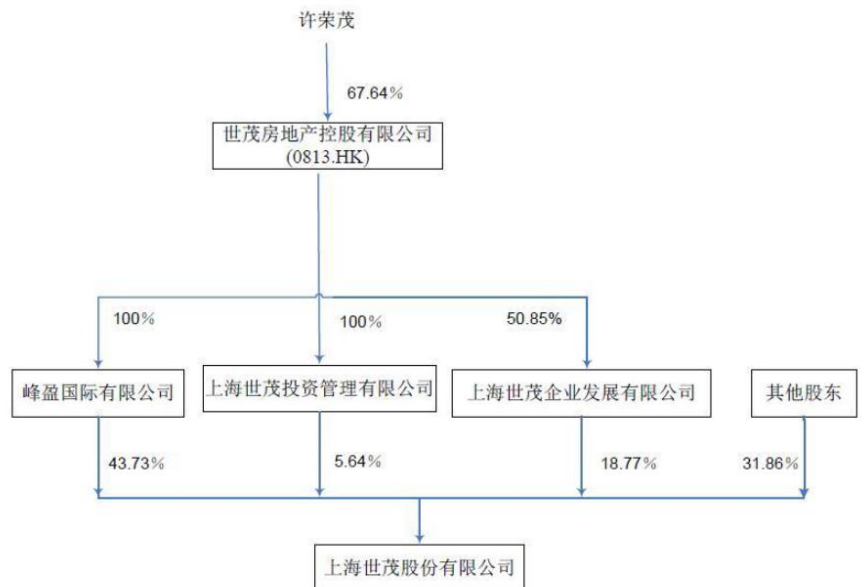 许荣茂
67.64%
世茂房地产控股有限公司
(0813.HK)
100%
100%
50.85%
峰盈国际有限公司
上海世茂投资管理有限公司
上海世茂企业发展有限公司
其他股东
43.73%
5.64%
18.77%
31.86%
上海世茂股份有限公司